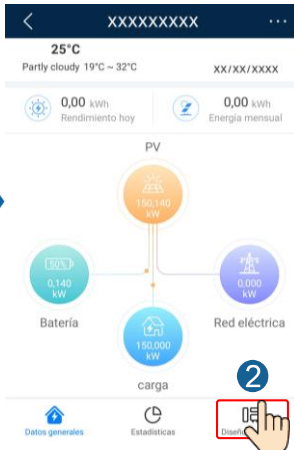 XXXXXXXXX ...
25°C
Partly cloudy 19°C ~ 32°C
XX/XX/XXXX
0,00 kWh
Rendimiento hoy
0,00 kWh
Energía mensual
PV
150,140
kW
50%
0,140
kW
0,000
kW
Batería
Red eléctrica
150,000
kW
carga
2
Datos generales
Estadísticas